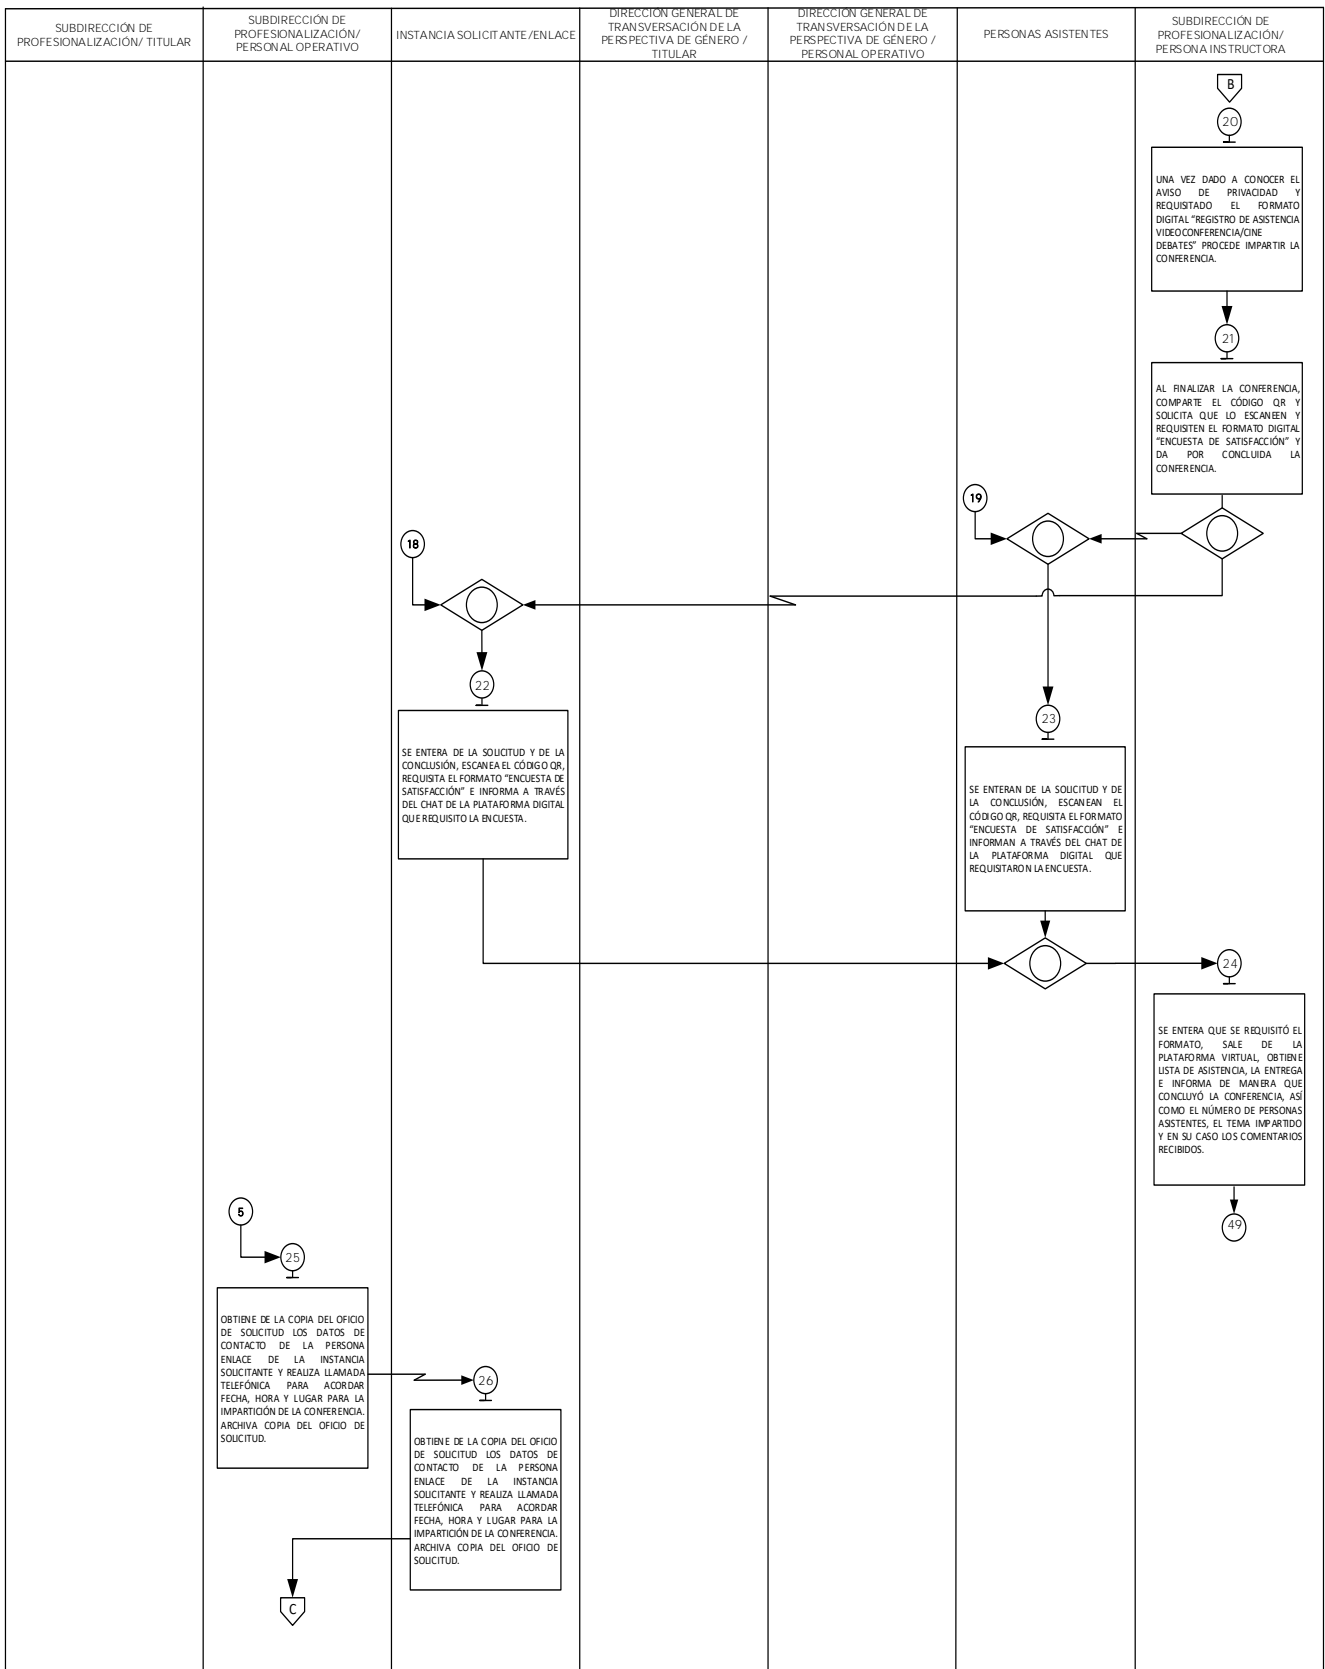 SUBDIRECCIÓN DE
PROFESIONALIZACIÓN/ TITULAR
SUBDIRECCIÓN DE
PROFESIONALIZACIÓN/
PERSONAL OPERATIVO
INSTANCIA SOLICITANTE/ENLACE
DIRECCIÓN GENERAL DE
TRANSVERSACIÓN DE LA
PERSPECTIVA DE GÉNERO /
TITULAR
DIRECCIÓN GENERAL DE
TRANSVERSACIÓN DE LA
PERSPECTIVA DE GÉNERO /
PERSONAL OPERATIVO
PERSONAS ASISTENTES
SUBDIRECCIÓN DE
PROFESIONALIZACIÓN/
PERSONA INSTRUCTORA
B
20
UNA VEZ DADO A CONOCER EL
AVISO DE PRIVACIDAD Y
REQUISITADO EL FORMATO
DIGITAL “REGISTRO DE ASISTENCIA
VIDEOCONFERENCIA/CINE
DEBATES” PROCEDE IMPARTIR LA
CONFERENCIA.
21
AL FINALIZAR LA CONFERENCIA,
COMPARTE EL CÓDIGO QR Y
SOLICITA QUE LO ESCANEEN Y
REQUISITEN EL FORMATO DIGITAL
“ENCUESTA DE SATISFACCIÓN” Y
DA POR CONCLUIDA LA
CONFERENCIA.
19
18
22
SE ENTERA DE LA SOLICITUD Y DE LA
CONCLUSIÓN, ESCANEA EL CÓDIGO QR,
REQUISITA EL FORMATO “ENCUESTA DE
SATISFACCIÓN” E INFORMA A TRAVÉS
DEL CHAT DE LA PLATAFORMA DIGITAL
QUE REQUISITO LA ENCUESTA.
23
SE ENTERAN DE LA SOLICITUD Y DE
LA CONCLUSIÓN, ESCANEAN EL
CÓDIGO QR, REQUISITA EL FORMATO
“ENCUESTA DE SATISFACCIÓN” E
INFORMAN A TRAVÉS DEL CHAT DE
LA PLATAFORMA DIGITAL QUE
REQUISITARON LA ENCUESTA.
24
SE ENTERA QUE SE REQUISITÓ EL
FORMATO, SALE DE LA
PLATAFORMA VIRTUAL, OBTIENE
LISTA DE ASISTENCIA, LA ENTREGA
E INFORMA DE MANERA QUE
CONCLUYÓ LA CONFERENCIA, ASÍ
COMO EL NÚMERO DE PERSONAS
ASISTENTES, EL TEMA IMPARTIDO
Y EN SU CASO LOS COMENTARIOS
RECIBIDOS.
49
5
25
OBTIENE DE LA COPIA DEL OFICIO
DE SOLICITUD LOS DATOS DE
CONTACTO DE LA PERSONA
ENLACE DE LA INSTANCIA
SOLICITANTE Y REALIZA LLAMADA
TELEFÓNICA PARA ACORDAR
FECHA, HORA Y LUGAR PARA LA
IMPARTICIÓN DE LA CONFERENCIA.
ARCHIVA COPIA DEL OFICIO DE
SOLICITUD.
26
OBTIENE DE LA COPIA DEL OFICIO
DE SOLICITUD LOS DATOS DE
CONTACTO DE LA PERSONA
ENLACE DE LA INSTANCIA
SOLICITANTE Y REALIZA LLAMADA
TELEFÓNICA PARA ACORDAR
FECHA, HORA Y LUGAR PARA LA
IMPARTICIÓN DE LA CONFERENCIA.
ARCHIVA COPIA DEL OFICIO DE
SOLICITUD.
C